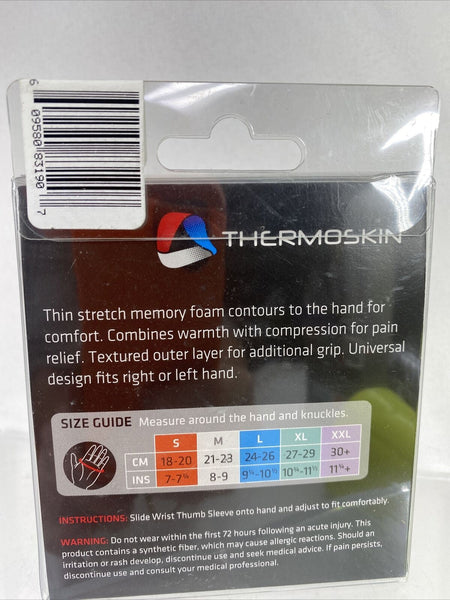 6 09580 83190 7
THERMOSKIN
Thin stretch memory foam contours to the hand for
comfort. Combines warmth with compression for pain
relief. Textured outer layer for additional grip. Universal
design fits right or left hand.
SIZE GUIDE Measure around the hand and knuckles.
S M L XL XXL
CM 18-20 21-23 24-26 27-29 30+
INS 7-7¾ 8-9 9¼-10½ 10¾-11½ 11¾+
INSTRUCTIONS: Slide Wrist Thumb Sleeve onto hand and adjust to fit comfortably.
WARNING: Do not wear within the first 72 hours following an acute injury. This
product contains a synthetic fiber, which may cause allergic reactions. Should an
irritation or rash develop, discontinue use and seek medical advice. If pain persists,
discontinue use and consult your medical professional.